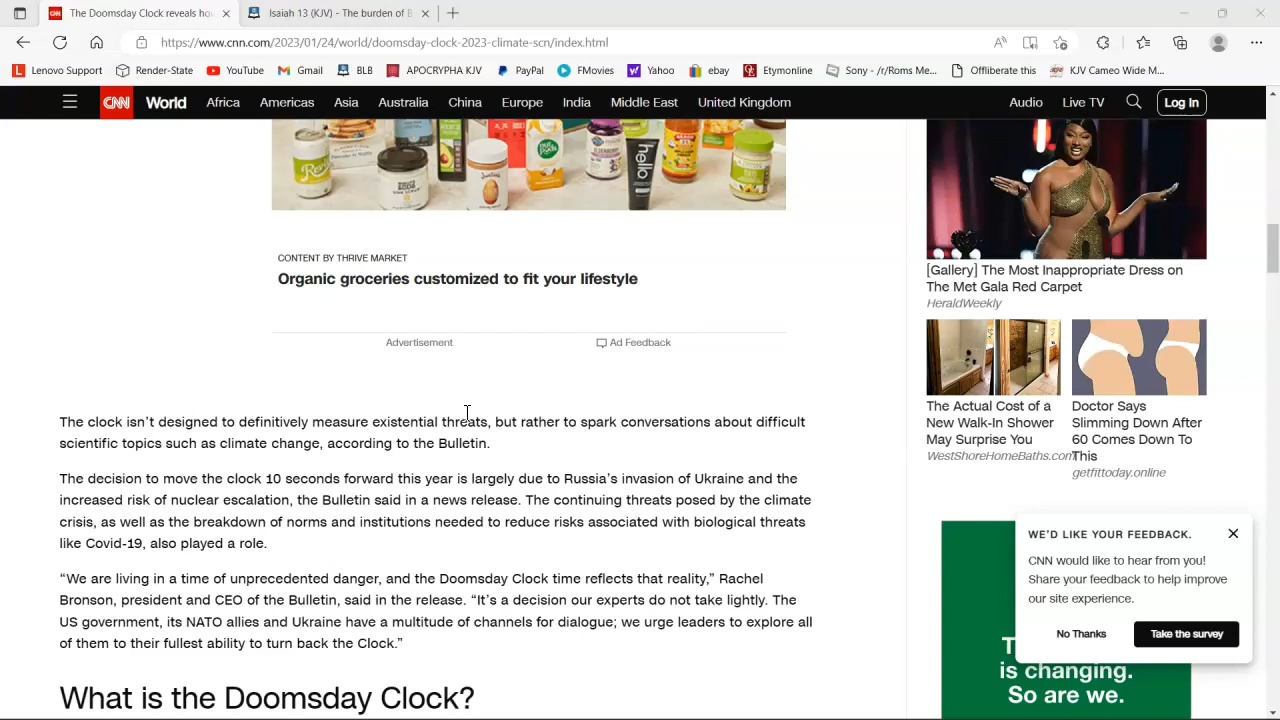 The Doomsday Clock reveals ho
Isaiah 13 (KJV) - The burden of B
https://www.cnn.com/2023/01/24/world/doomsday-clock-2023-climate-scn/index.html
Lenovo Support Render-State YouTube Gmail BLB APOCRYPHA KJV PayPal FMovies Yahoo ebay Etymonline Sony - /r/Roms Me... Offliberate this KJV Cameo Wide M...
CNN World Africa Americas Asia Australia China Europe India Middle East United Kingdom Audio Live TV Log In
hello
CONTENT BY THRIVE MARKET
Organic groceries customized to fit your lifestyle
Advertisement
Ad Feedback
The clock isn’t designed to definitively measure existential threats, but rather to spark conversations about difficult
scientific topics such as climate change, according to the Bulletin.
The decision to move the clock 10 seconds forward this year is largely due to Russia’s invasion of Ukraine and the
increased risk of nuclear escalation, the Bulletin said in a news release. The continuing threats posed by the climate
crisis, as well as the breakdown of norms and institutions needed to reduce risks associated with biological threats
like Covid-19, also played a role.
“We are living in a time of unprecedented danger, and the Doomsday Clock time reflects that reality,” Rachel
Bronson, president and CEO of the Bulletin, said in the release. “It’s a decision our experts do not take lightly. The
US government, its NATO allies and Ukraine have a multitude of channels for dialogue; we urge leaders to explore all
of them to their fullest ability to turn back the Clock.”
What is the Doomsday Clock?
[Gallery] The Most Inappropriate Dress on
The Met Gala Red Carpet
HeraldWeekly
The Actual Cost of a
New Walk-In Shower
May Surprise You
WestShoreHomeBaths.com
Doctor Says
Slimming Down After
60 Comes Down To
This
getfittoday.online
WE’D LIKE YOUR FEEDBACK.
CNN would like to hear from you!
Share your feedback to help improve
our site experience.
No Thanks
Take the survey
is changing.
So are we.